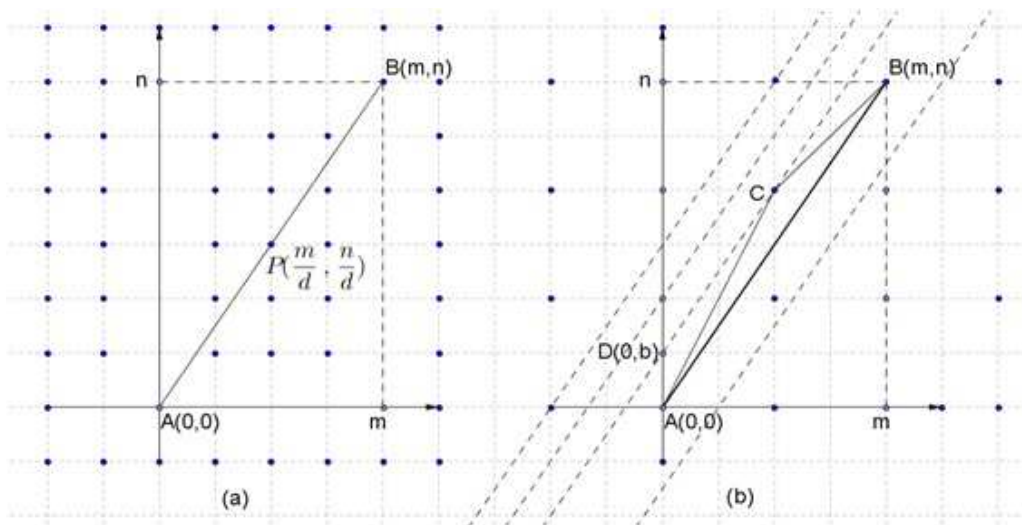 n
B(m,n)
P(m/d , n/d)
A(0,0)
m
(a)
n
B(m,n)
C
D(0,b)
A(0,0)
m
(b)